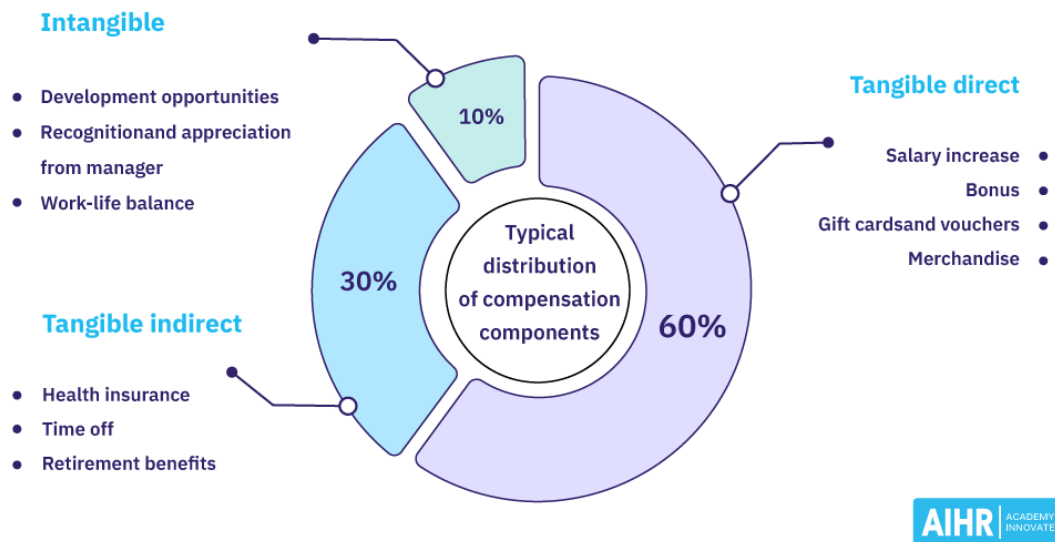 Intangible
Development opportunities
Recognitionand appreciation
from manager
Work-life balance
Tangible direct
Salary increase
Bonus
Gift cardsand vouchers
Merchandise
10%
30%
60%
Typical
distribution
of compensation
components
Tangible indirect
Health insurance
Time off
Retirement benefits
AIHR
ACADEMY
INNOVATE